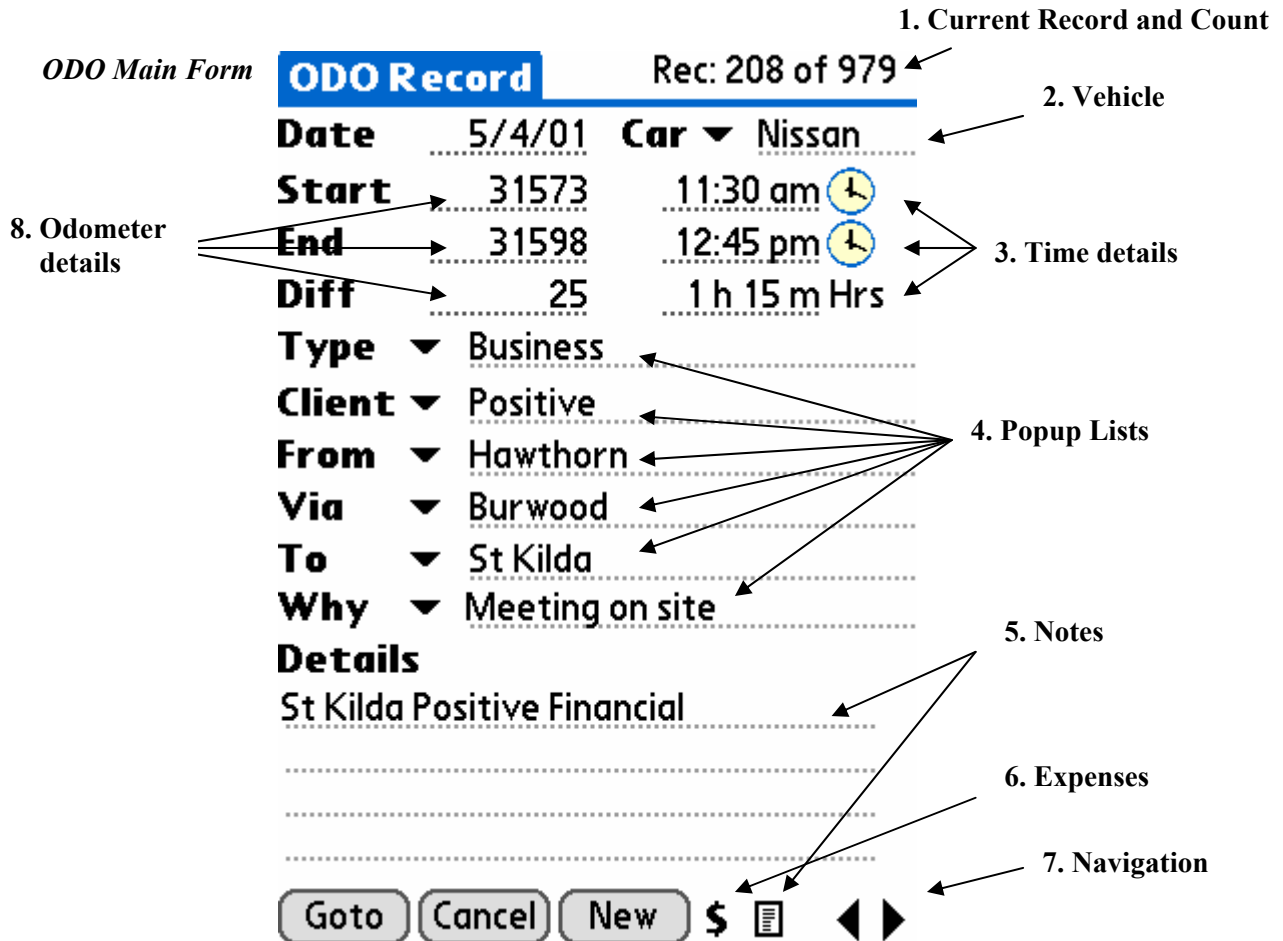 1. Current Record and Count
ODO Main Form
ODO Record
Rec: 208 of 979
2. Vehicle
Date 5/4/01 Car Nissan
Start 31573 11:30 am
8. Odometer
details
End 31598 12:45 pm
3. Time details
Diff 25 1 h 15 m Hrs
Type Business
Client Positive
4. Popup Lists
From Hawthorn
Via Burwood
To St Kilda
Why Meeting on site
5. Notes
Details
St Kilda Positive Financial
6. Expenses
7. Navigation
Goto Cancel New $